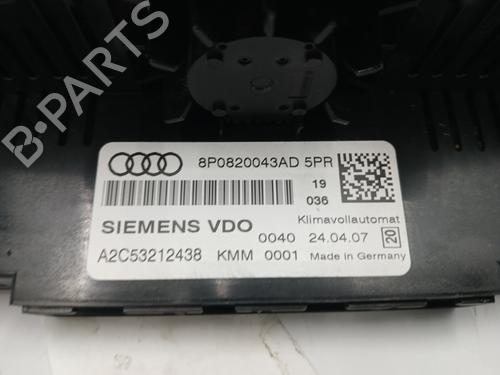 8P0820043AD 5PR
19
036
Klimavollautomat
SIEMENS VDO
0040 24.04.07 20
A2C53212438 KMM 0001 Made in Germany
B-PARTS